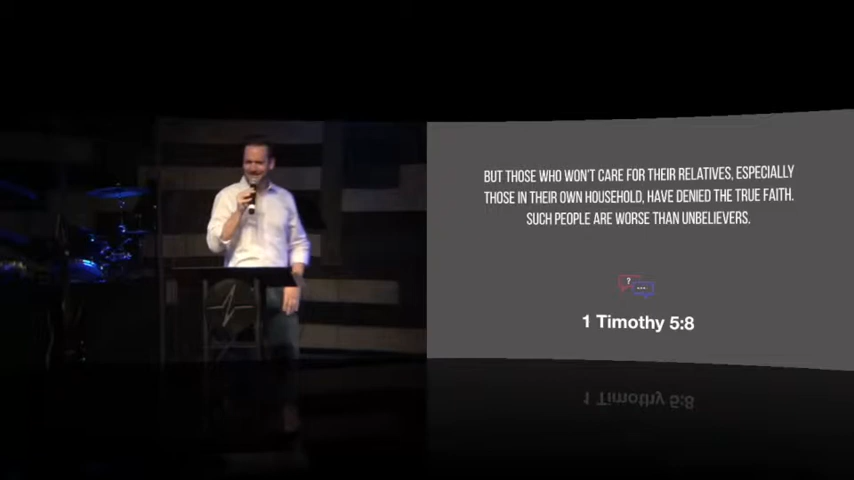 BUT THOSE WHO WON'T CARE FOR THEIR RELATIVES, ESPECIALLY
THOSE IN THEIR OWN HOUSEHOLD, HAVE DENIED THE TRUE FAITH.
SUCH PEOPLE ARE WORSE THAN UNBELIEVERS.
?
...
1 Timothy 5:8